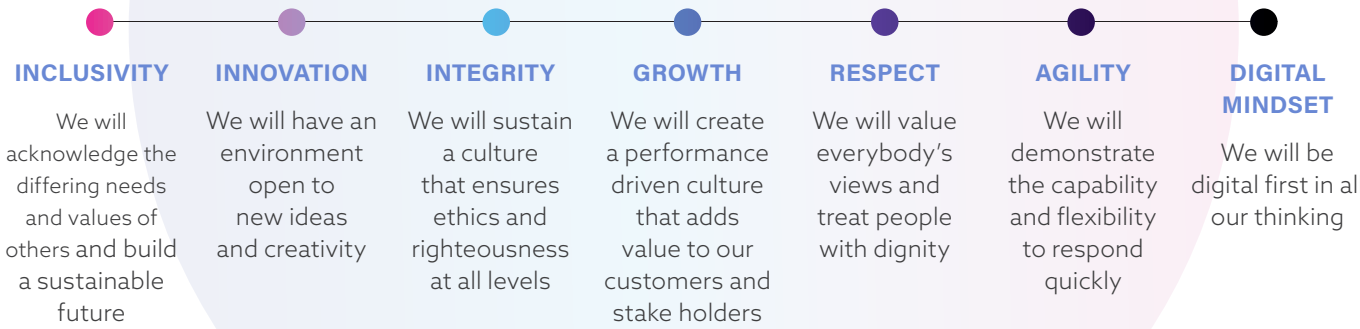 INCLUSIVITY
We will
acknowledge the
differing needs
and values of
others and build
a sustainable
future
INNOVATION
We will have an
environment
open to
new ideas
and creativity
INTEGRITY
We will sustain
a culture
that ensures
ethics and
righteousness
at all levels
GROWTH
We will create
a performance
driven culture
that adds
value to our
customers and
stake holders
RESPECT
We will value
everybody's
views and
treat people
with dignity
AGILITY
We will
demonstrate
the capability
and flexibility
to respond
quickly
DIGITAL
MINDSET
We will be
digital first in al
our thinking